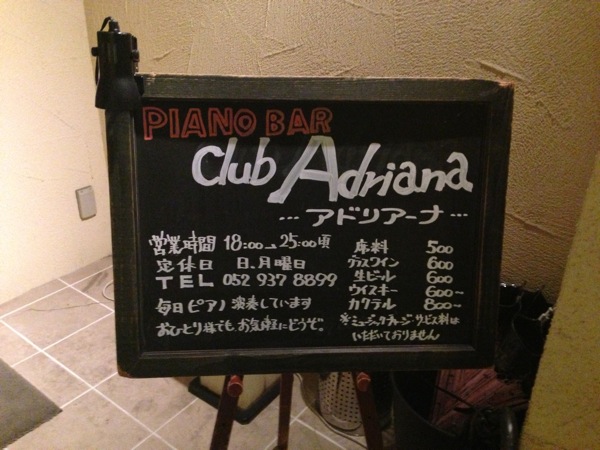 PIANO BAR
Club Adriana
… アドリアーナ …
営業時間 18:00→25:00頃
定休日 日、月曜日
TEL 052 937 8899
毎日ピアノ演奏しています
おひとり様でも、お気軽にどうぞ。
席料 500
グラスワイン 600
生ビール 600
ウイスキー 600〜
カクテル 800〜
※ミュージックチャージ・サービス料は
いただいておりません